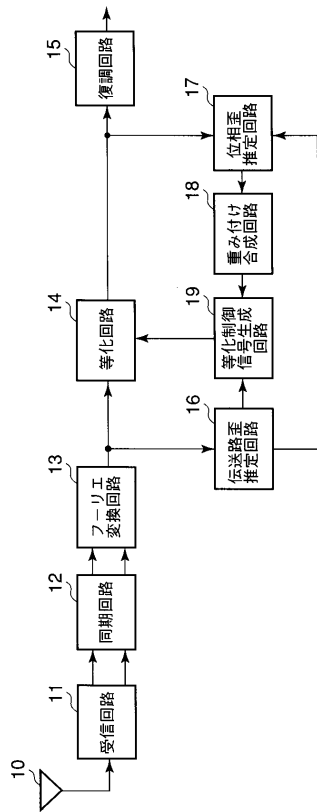 10
11
受信回路
12
同期回路
13
フーリエ
変換回路
14
等化回路
15
復調回路
16
伝送路歪
推定回路
19
等化制御
信号生成
回路
18
重み付け
合成回路
17
位相歪
推定回路